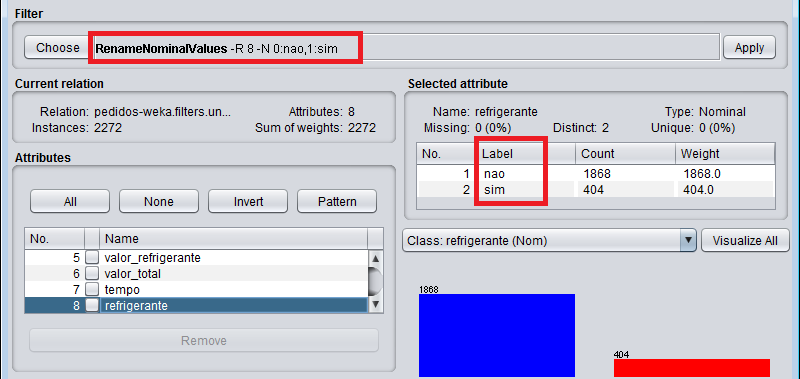 Filter
Choose RenameNominalValues -R 8 -N 0:nao,1:sim Apply
Current relation
Relation: pedidos-weka.filters.un... Attributes: 8
Instances: 2272 Sum of weights: 2272
Attributes
All None Invert Pattern
No. Name
5 valor_refrigerante
6 valor_total
7 tempo
8 refrigerante
Remove
Selected attribute
Name: refrigerante Type: Nominal
Missing: 0 (0%) Distinct: 2 Unique: 0 (0%)
No. Label Count Weight
1 nao 1868 1868.0
2 sim 404 404.0
Class: refrigerante (Nom) Visualize All
1868
404